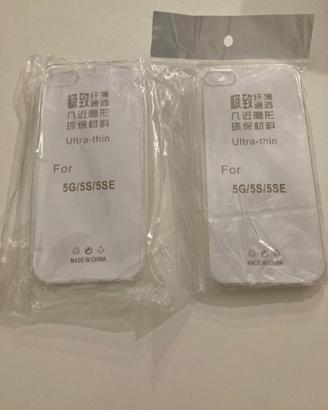 极致纤薄
通透
几近隐形
环保材料
Ultra-thin
For
5G/5S/5SE
MADE IN CHINA
极致纤薄
通透
几近隐形
环保材料
Ultra-thin
For
5G/5S/5SE
MADE IN CHINA